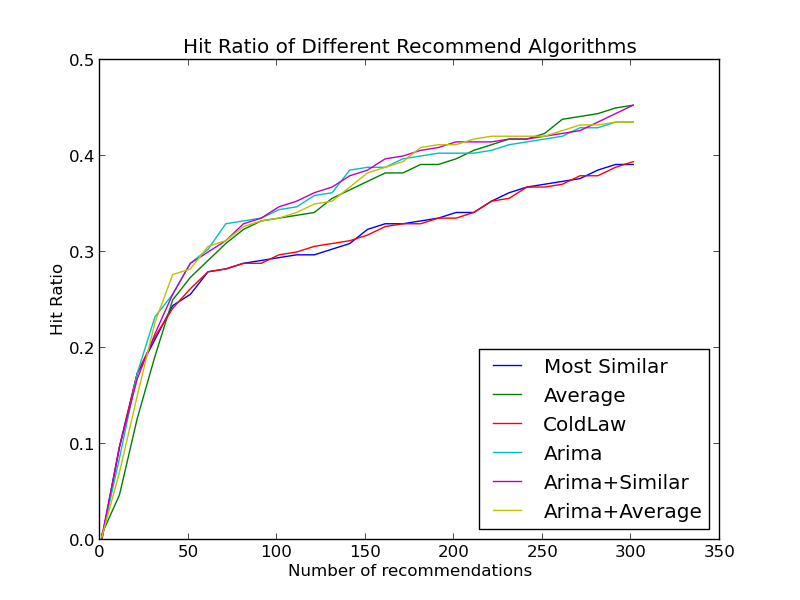 Hit Ratio of Different Recommend Algorithms
0.5
0.4
0.3
0.2
0.1
0.0
Hit Ratio
Most Similar
Average
ColdLaw
Arima
Arima+Similar
Arima+Average
0 50 100 150 200 250 300 350
Number of recommendations